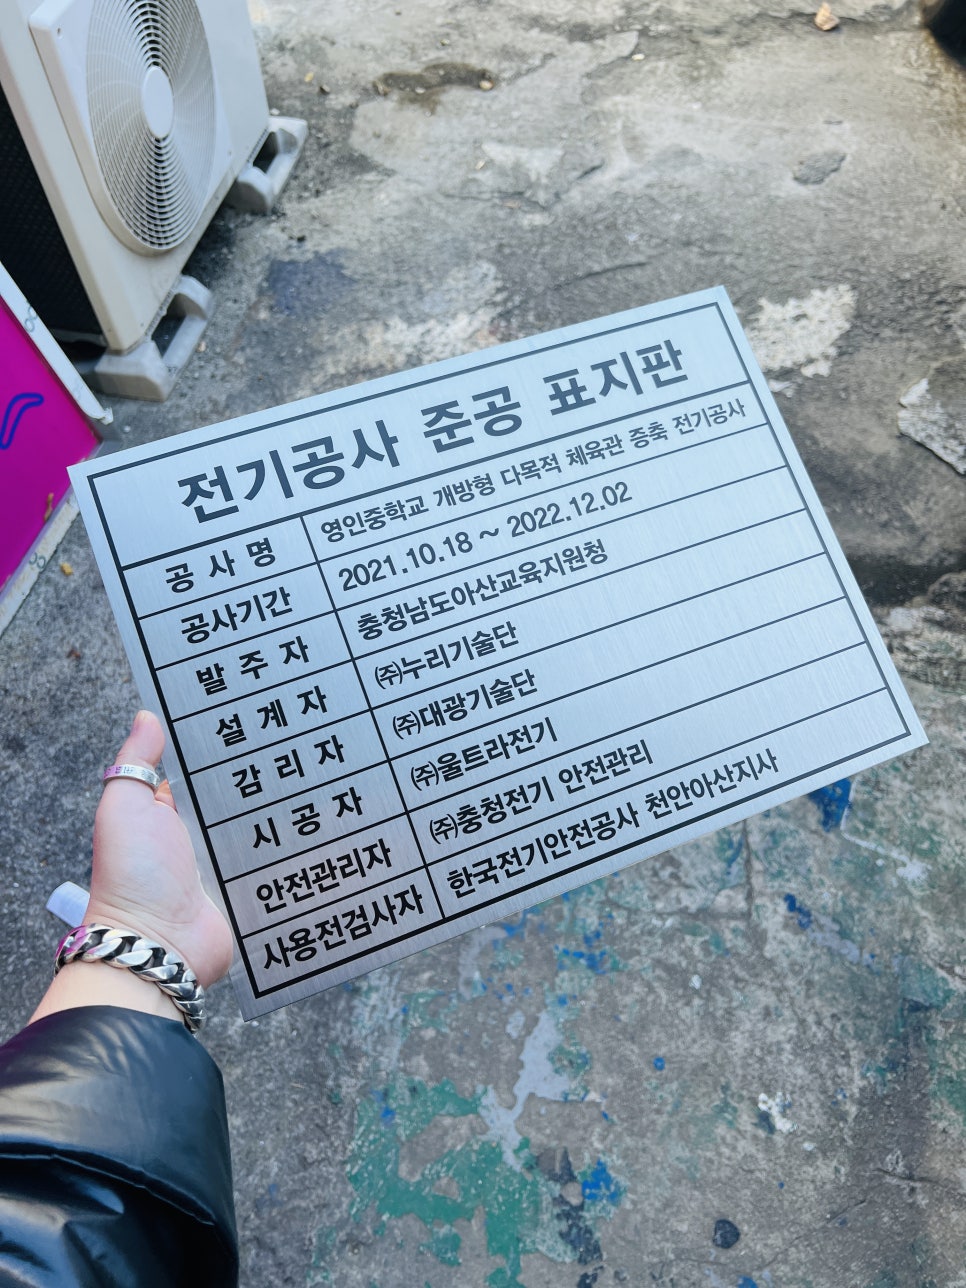 전기공사 준공 표지판
공 사 명 영인중학교 개방형 다목적 체육관 증축 전기공사
공사기간 2021.10.18 ~ 2022.12.02
발 주 자 충청남도아산교육지원청
설 계 자 ㈜누리기술단
감 리 자 ㈜대광기술단
시 공 자 ㈜울트라전기
안전관리자 ㈜충청전기 안전관리
사용전검사자 한국전기안전공사 천안아산지사